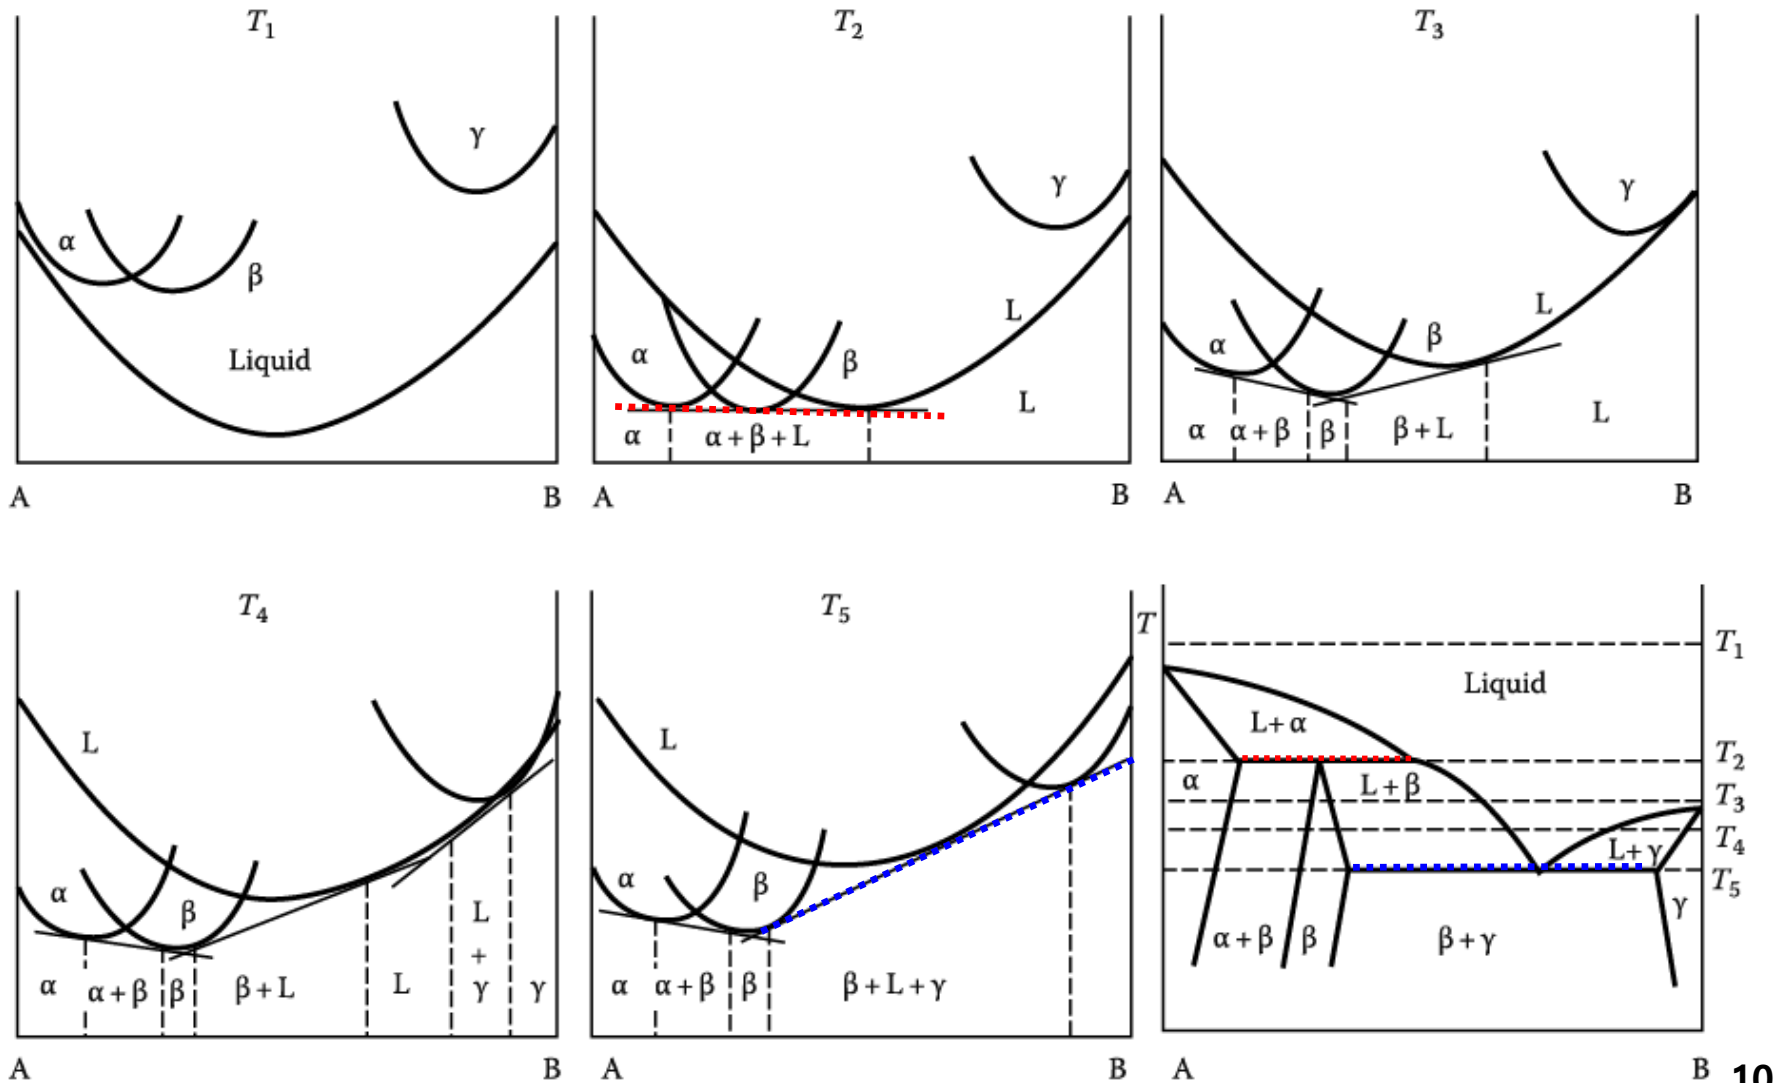 T₁
γ
α
β
Liquid
A B
T₂
γ
L
α
β
L
α α + β + L
A B
T₃
γ
L
β
α
L
α α + β β β + L
A B
T₄
L
α
β
L
+
γ
α α + β β β + L L γ
A B
T₅
L
α
β
α α + β β β + L + γ
A B
T
T₁
Liquid
L + α
T₂
α
L + β
T₃
T₄
L + γ
T₅
γ
α + β β β + γ
A B
10